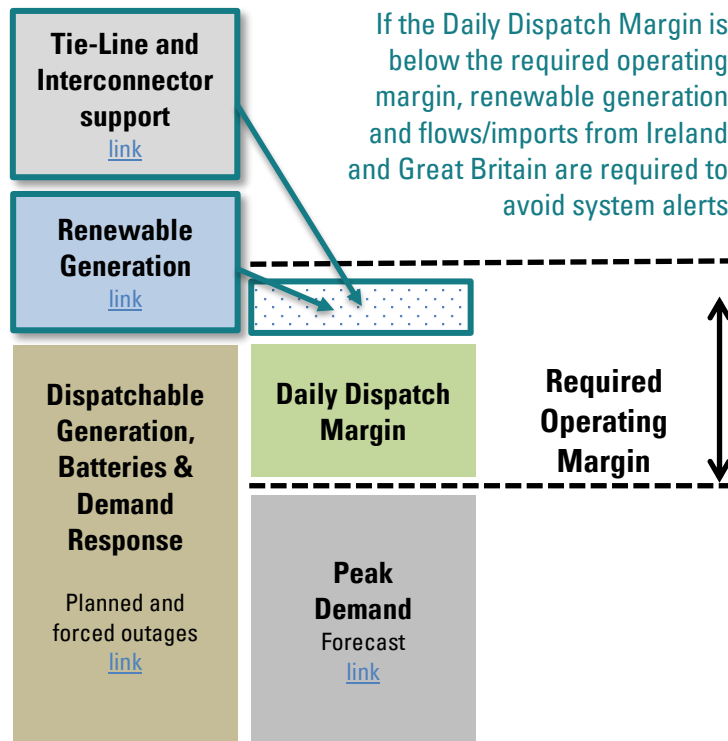 Tie-Line and
Interconnector
support
link
If the Daily Dispatch Margin is
below the required operating
margin, renewable generation
and flows/imports from Ireland
and Great Britain are required to
avoid system alerts
Renewable
Generation
link
Dispatchable
Generation,
Batteries &
Demand
Response
Planned and
forced outages
link
Daily Dispatch
Margin
Required
Operating
Margin
Peak
Demand
Forecast
link